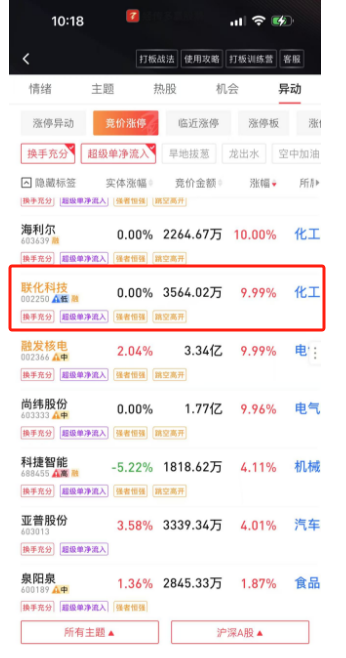 10:18
打板战法 使用攻略 打板训练营 客服
情绪 主题 热股 机会 异动
涨停异动 竞价涨停 临近涨停 涨停板
换手充分 超级单净流入 旱地拔葱 龙出水 空中加油
隐藏标签 实体涨幅 竞价金额 涨幅 所
换手充分 超级单净流入 强者恒强 跳空高开
海利尔 0.00% 2264.67万 10.00% 化工
603639 融
换手充分 超级单净流入 强者恒强 跳空高开
联化科技 0.00% 3564.02万 9.99% 化工
002250 低 融
换手充分 超级单净流入 强者恒强 跳空高开
融发核电 2.04% 3.34亿 9.99% 电
002366 中
换手充分 超级单净流入 强者恒强 跳空高开
尚纬股份 0.00% 1.77亿 9.96% 电气
603333 中
换手充分 超级单净流入 强者恒强 跳空高开
科捷智能 -5.22% 1818.62万 4.11% 机械
688455 高 融
换手充分 超级单净流入 强者恒强 跳空高开
亚普股份 3.58% 3339.34万 4.01% 汽车
603013
换手充分 超级单净流入
泉阳泉 1.36% 2845.33万 1.87% 食品
600189 中
换手充分 超级单净流入 强者恒强
所有主题 沪深A股